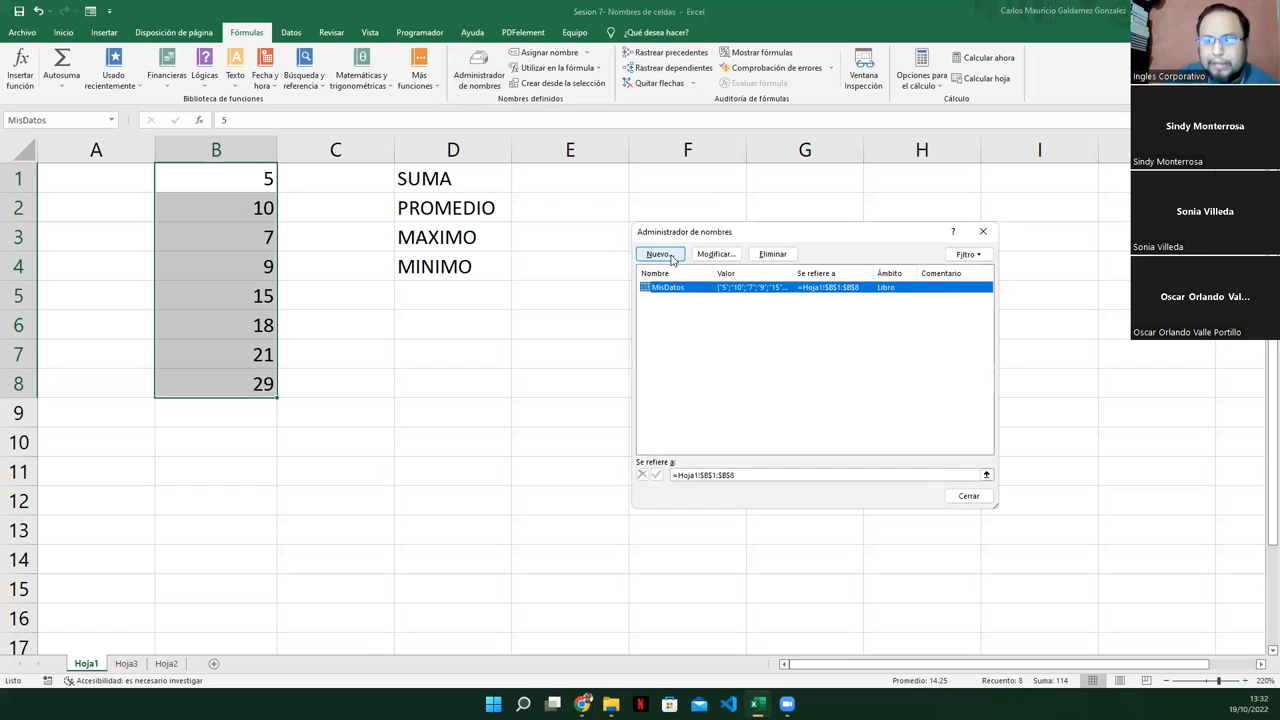 Sesion 7- Nombres de celdas - Excel
Carlos Mauricio Galdamez Gonzalez
Archivo Inicio Insertar Disposición de página Fórmulas Datos Revisar Vista Programador Ayuda PDFelement Equipo ¿Qué desea hacer?
Insertar función
Autosuma
Usado recientemente
Financieras
Lógicas
Texto
Fecha y hora
Búsqueda y referencia
Matemáticas y trigonométricas
Más funciones
Biblioteca de funciones
Administrador de nombres
Asignar nombre
Utilizar en la fórmula
Crear desde la selección
Nombres definidos
Rastrear precedentes
Rastrear dependientes
Quitar flechas
Mostrar fórmulas
Comprobación de errores
Evaluar fórmula
Auditoría de fórmulas
Ventana Inspección
Opciones para el cálculo
Calcular ahora
Calcular hoja
Cálculo
MisDatos
fx
5
A B C D E F G H I
1 5 SUMA
2 10 PROMEDIO
3 7 MAXIMO
4 9 MINIMO
5 15
6 18
7 21
8 29
9
10
11
12
13
14
15
16
17
Administrador de nombres
?
Nuevo... Modificar... Eliminar Filtro
Nombre Valor Se refiere a Ámbito Comentario
MisDatos {"5";"10";"7";"9";"15"... =Hoja1!$B$1:$B$8 Libro
Se refiere a:
=Hoja1!$B$1:$B$8
Cerrar
Ingles Corporativo
Sindy Monterrosa
Sindy Monterrosa
Sonia Villeda
Sonia Villeda
Oscar Orlando Val...
Oscar Orlando Valle Portillo
Hoja1 Hoja3 Hoja2
Listo Accesibilidad: es necesario investigar Promedio: 14.25 Recuento: 8 Suma: 114 220%
13:32
19/10/2022